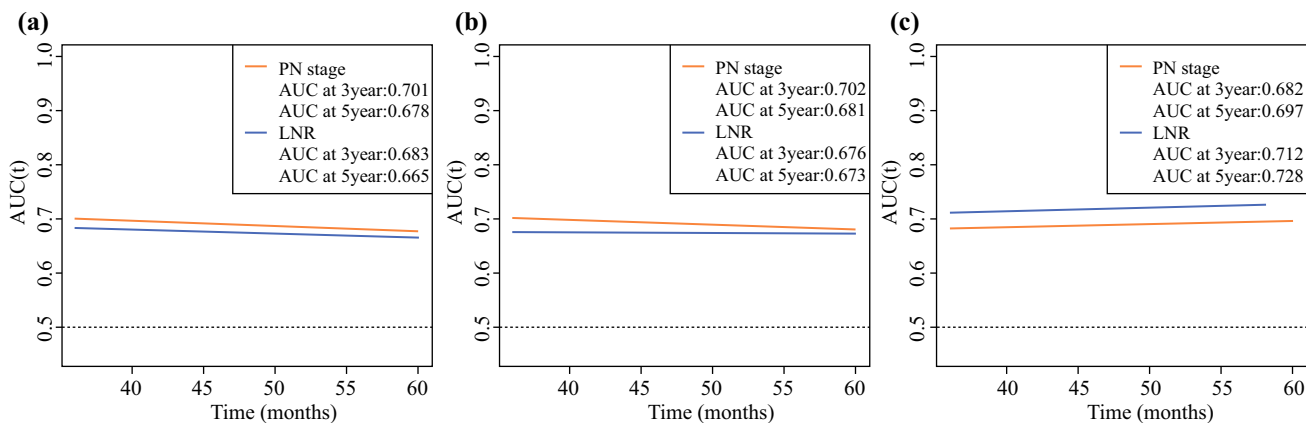 (a)
1.0
0.9
0.8
0.7
0.6
0.5
AUC(t)
PN stage
AUC at 3year:0.701
AUC at 5year:0.678
LNR
AUC at 3year:0.683
AUC at 5year:0.665
40
45
50
55
60
Time (months)
(b)
1.0
0.9
0.8
0.7
0.6
0.5
AUC(t)
PN stage
AUC at 3year:0.702
AUC at 5year:0.681
LNR
AUC at 3year:0.676
AUC at 5year:0.673
40
45
50
55
60
Time (months)
(c)
1.0
0.9
0.8
0.7
0.6
0.5
AUC(t)
PN stage
AUC at 3year:0.682
AUC at 5year:0.697
LNR
AUC at 3year:0.712
AUC at 5year:0.728
40
45
50
55
60
Time (months)